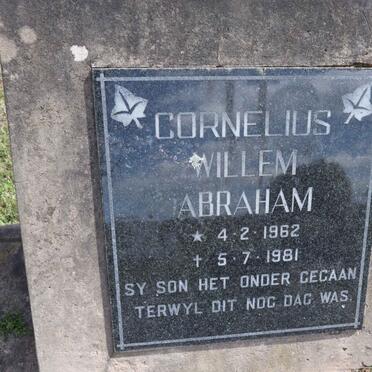 CORNELIUS
WILLEM
ABRAHAM
★ 4·2·1962
✝ 5·7·1981
SY SON HET ONDER GEGAAN
TERWYL DIT NOG DAG WAS.